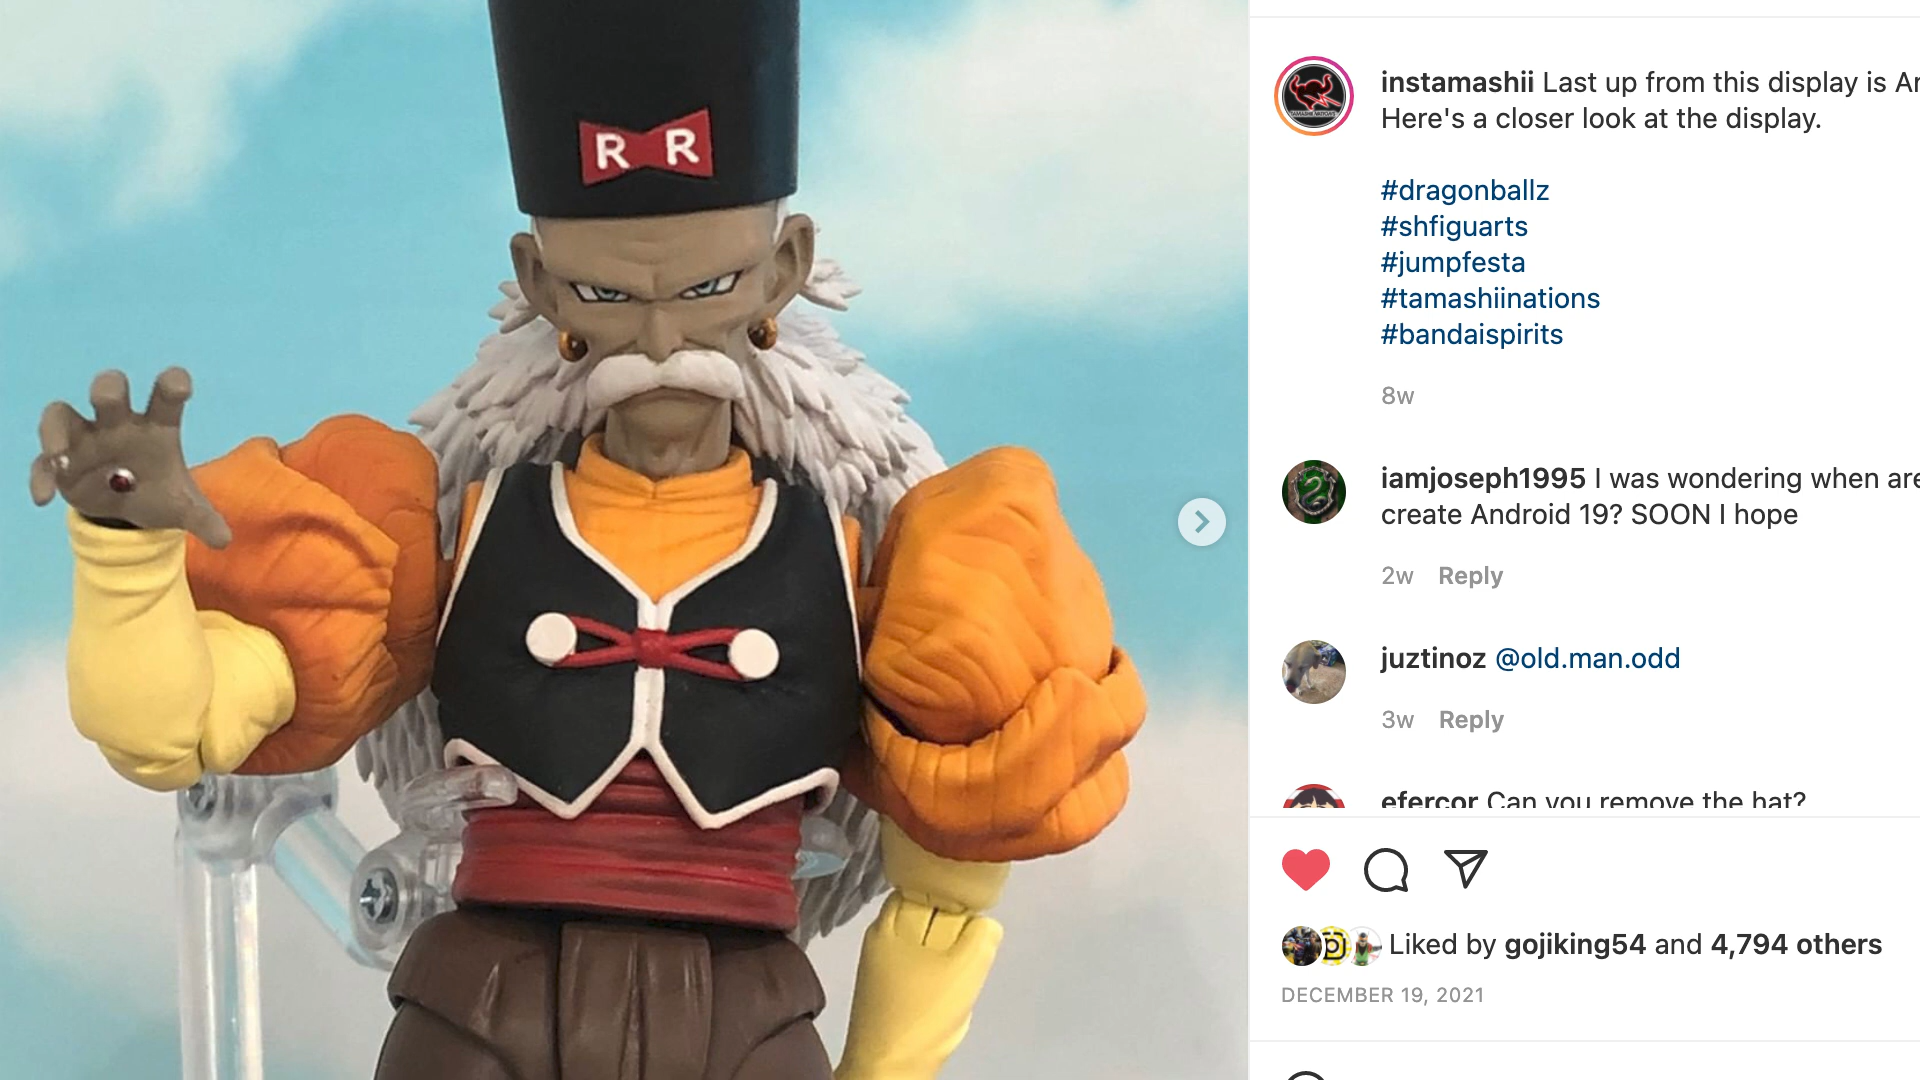 R R
instamashii Last up from this display is
Here's a closer look at the display.
#dragonballz
#shfiguarts
#jumpfesta
#tamashiinations
#bandaispirits
8w
iamjoseph1995 I was wondering when are
create Android 19? SOON I hope
2w Reply
juztinoz @old.man.odd
3w Reply
efercor Can you remove the hat?
Liked by gojiking54 and 4,794 others
DECEMBER 19, 2021